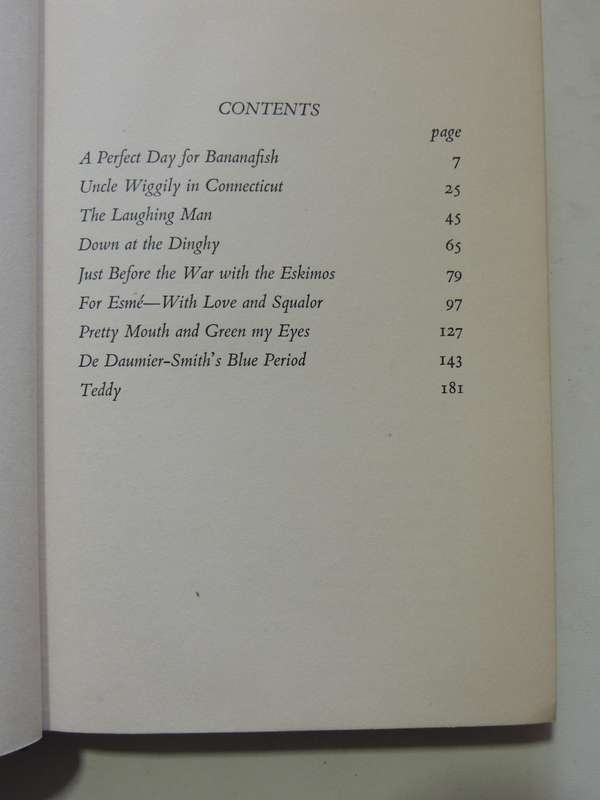 CONTENTS
page
A Perfect Day for Bananafish 7
Uncle Wiggily in Connecticut 25
The Laughing Man 45
Down at the Dinghy 65
Just Before the War with the Eskimos 79
For Esmé—With Love and Squalor 97
Pretty Mouth and Green my Eyes 127
De Daumier-Smith's Blue Period 143
Teddy 181